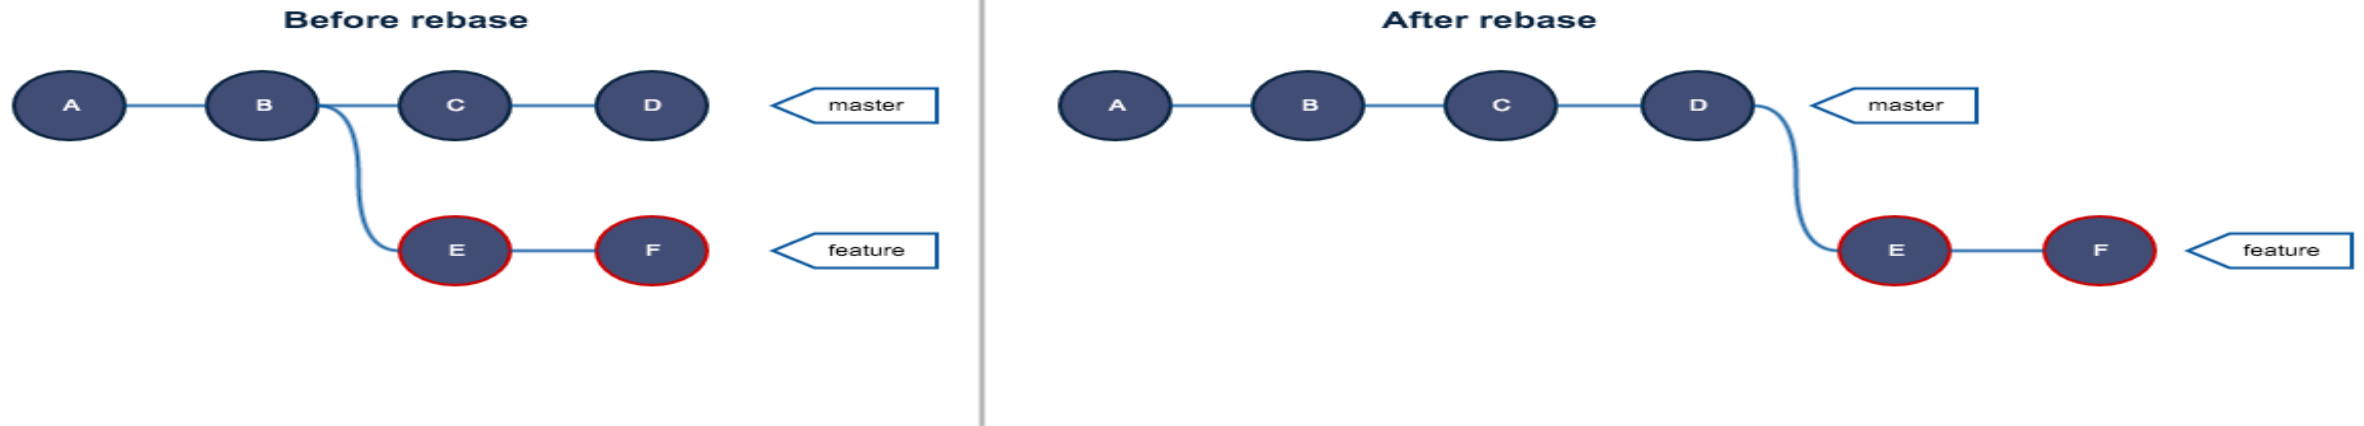 Before rebase
A
B
C
D
master
E
F
feature
After rebase
A
B
C
D
master
E
F
feature